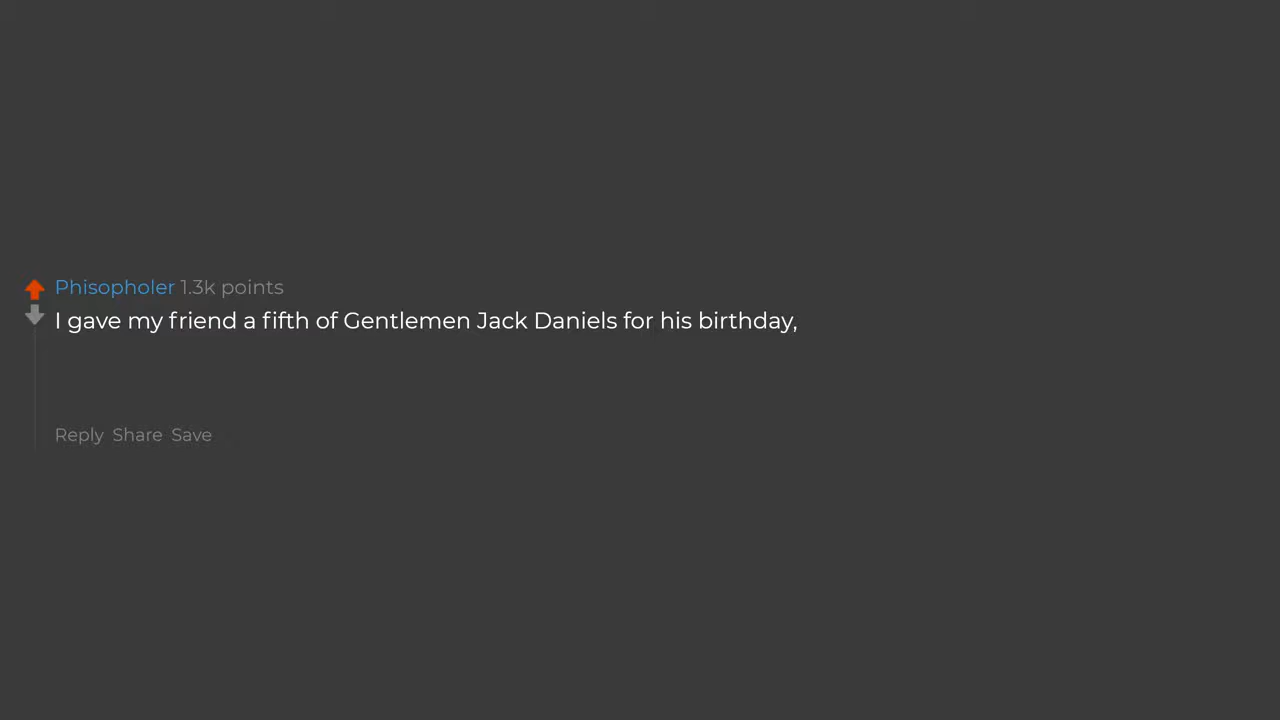 Phisopholer 1.3k points
I gave my friend a fifth of Gentlemen Jack Daniels for his birthday,
Reply Share Save